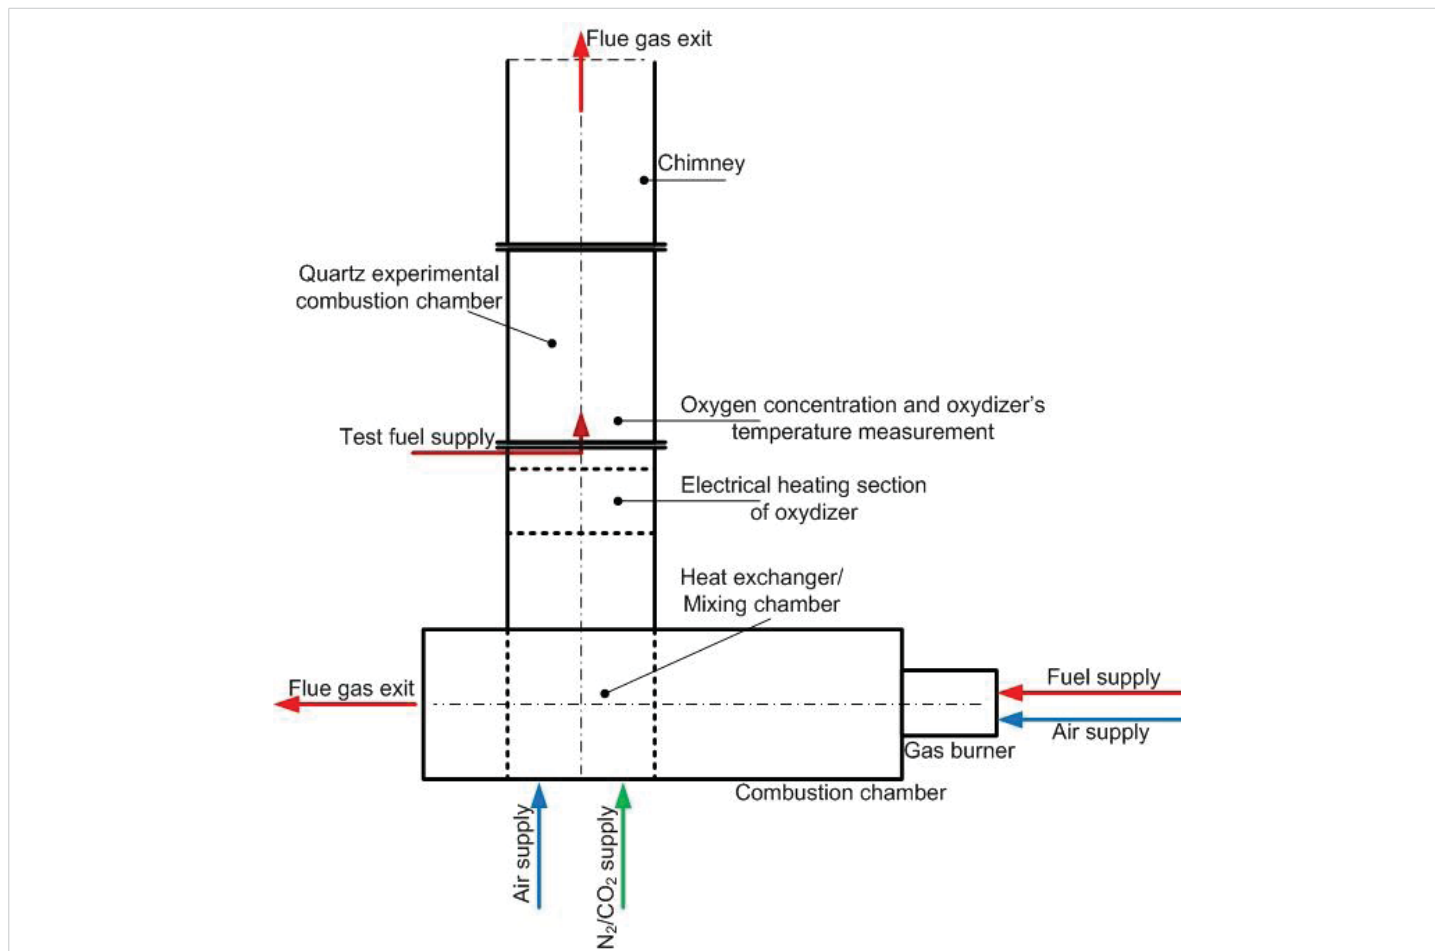 Flue gas exit
Chimney
Quartz experimental
combustion chamber
Oxygen concentration and oxydizer's
temperature measurement
Test fuel supply
Electrical heating section
of oxydizer
Heat exchanger/
Mixing chamber
Flue gas exit
Fuel supply
Air supply
Gas burner
Combustion chamber
Air supply
N₂/CO₂ supply